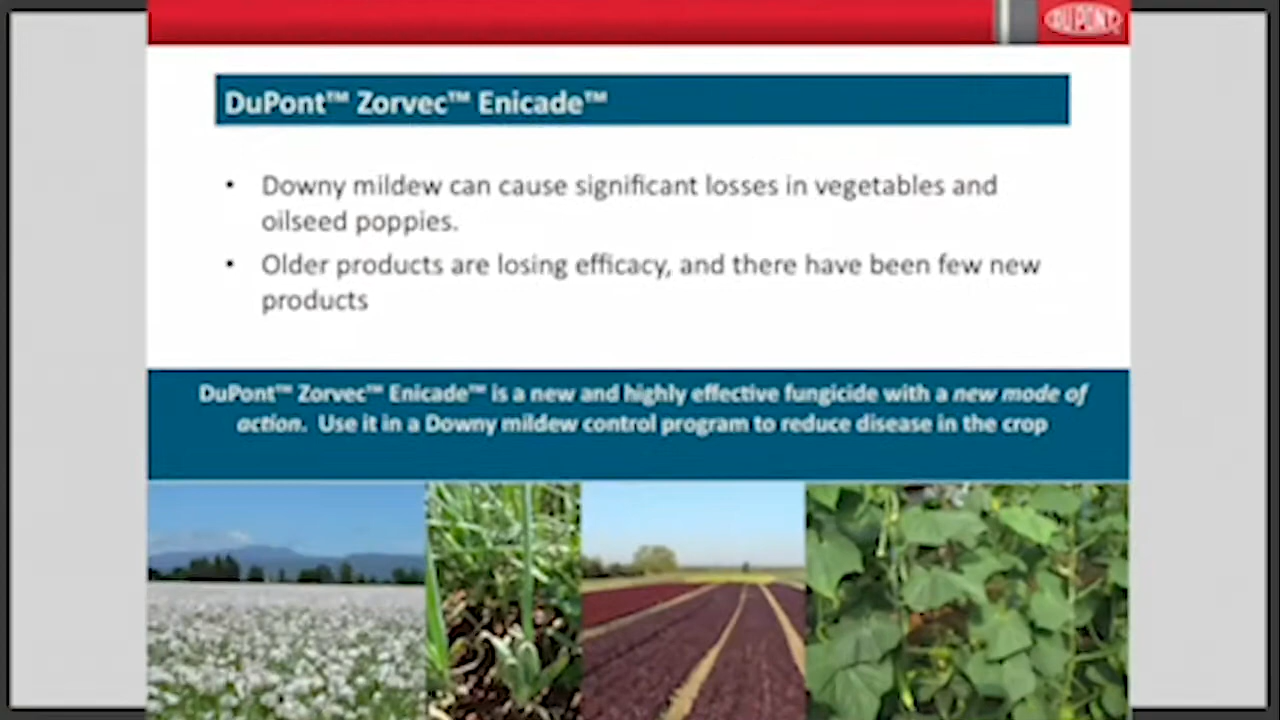 DUPONT
DuPont™ Zorvec™ Enicade™
• Downy mildew can cause significant losses in vegetables and
oilseed poppies.
• Older products are losing efficacy, and there have been few new
products
DuPont™ Zorvec™ Enicade™ is a new and highly effective fungicide with a new mode of
action. Use it in a Downy mildew control program to reduce disease in the crop